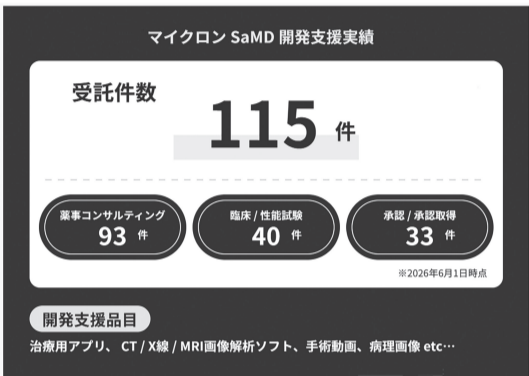 マイクロン SaMD 開発支援実績
受託件数
115 件
薬事コンサルティング
93 件
臨床 / 性能試験
40 件
承認 / 承認取得
33 件
※2026年6月1日時点
開発支援品目
治療用アプリ、 CT / X線 / MRI画像解析ソフト、手術動画、病理画像 etc…